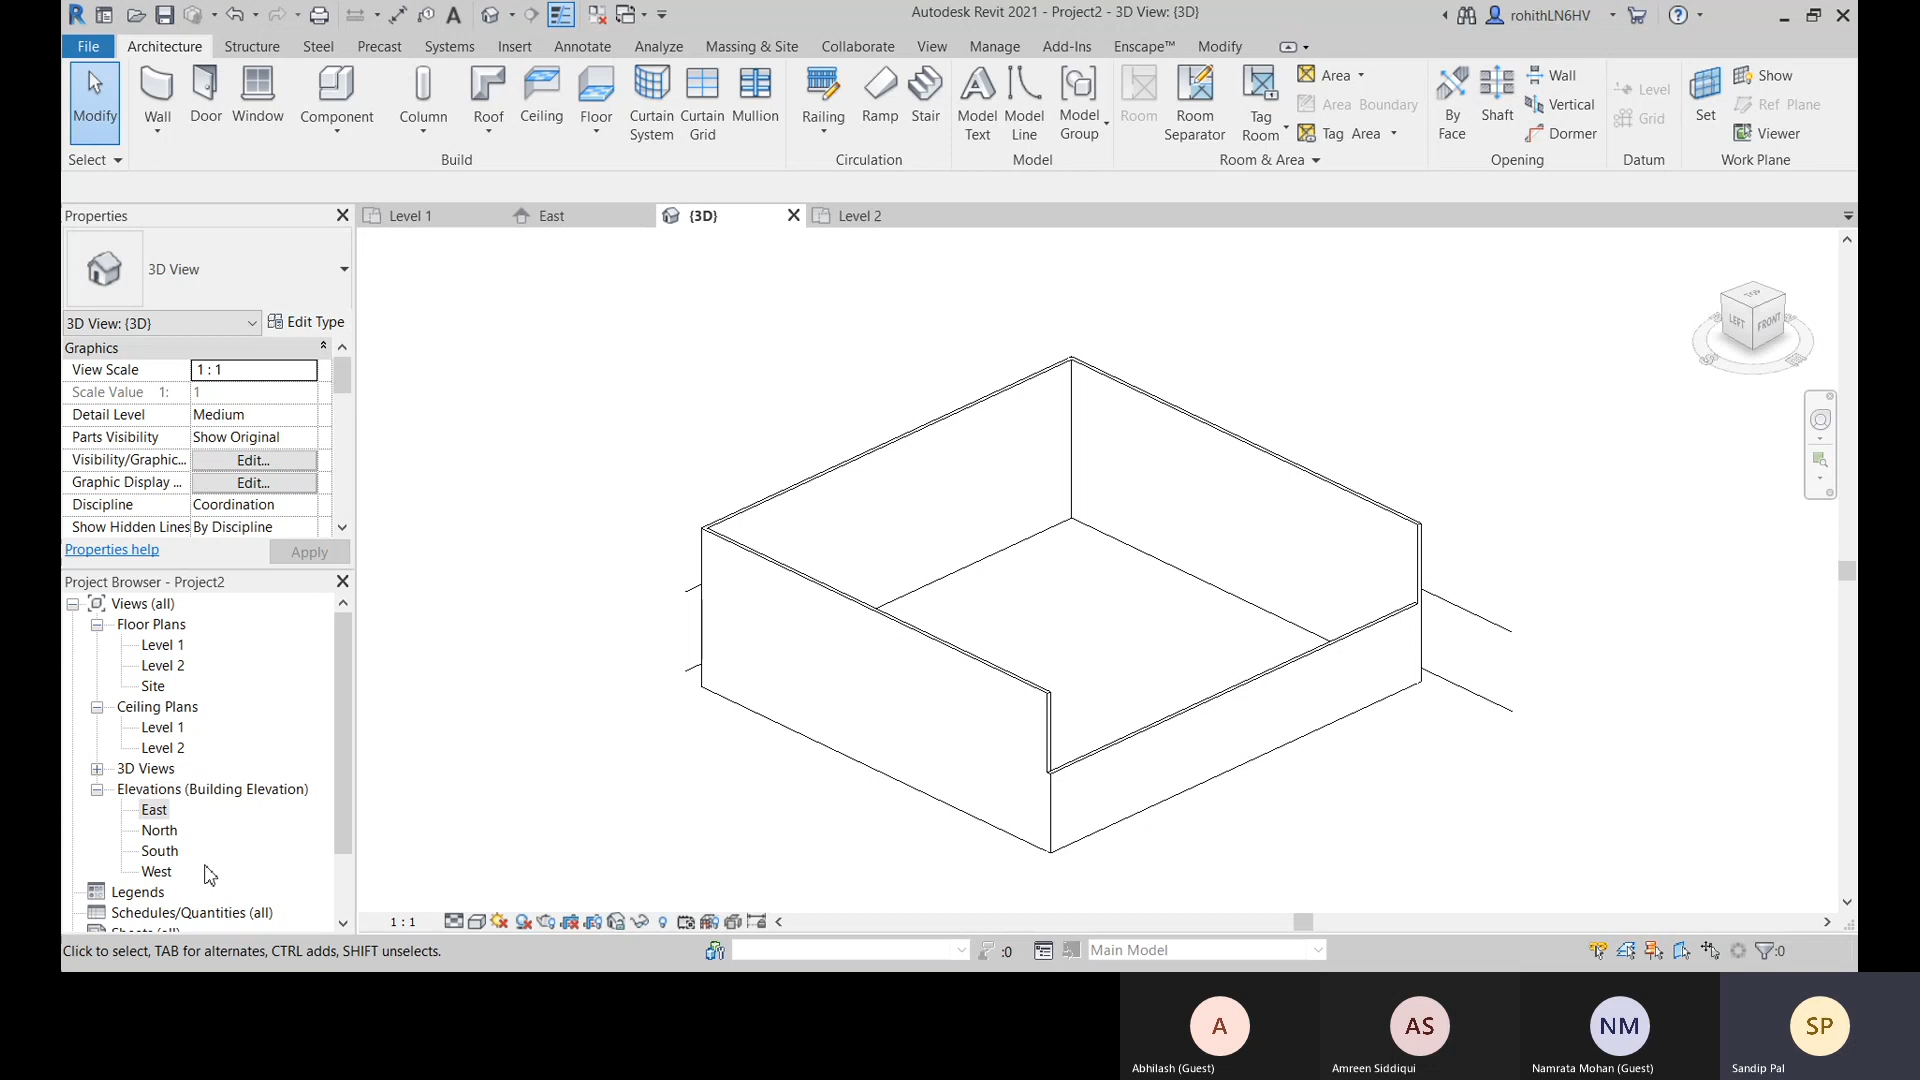 Autodesk Revit 2021 - Project2 - 3D View: {3D}
rohithLN6HV
File Architecture Structure Steel Precast Systems Insert Annotate Analyze Massing & Site Collaborate View Manage Add-Ins Enscape™ Modify
Modify
Wall
Door
Window
Component
Column
Roof
Ceiling
Floor
Curtain System
Curtain Grid
Mullion
Railing
Ramp
Stair
Model Text
Model Line
Model Group
Room
Room Separator
Tag Room
Area
Area Boundary
Tag Area
By Face
Shaft
Wall
Vertical
Dormer
Level
Grid
Set
Show
Ref Plane
Viewer
Select
Build
Circulation
Model
Room & Area
Opening
Datum
Work Plane
Properties
Level 1
East
{3D}
Level 2
3D View
3D View: {3D}
Edit Type
Graphics
View Scale 1 : 1
Scale Value 1: 1
Detail Level Medium
Parts Visibility Show Original
Visibility/Graphic... Edit...
Graphic Display ... Edit...
Discipline Coordination
Show Hidden Lines By Discipline
Properties help
Apply
TOP
LEFT
FRONT
Project Browser - Project2
Views (all)
Floor Plans
Level 1
Level 2
Site
Ceiling Plans
Level 1
Level 2
3D Views
Elevations (Building Elevation)
East
North
South
West
Legends
Schedules/Quantities (all)
Sheets (all)
1 : 1
Click to select, TAB for alternates, CTRL adds, SHIFT unselects.
:0
Main Model
:0
A
AS
NM
SP
Abhilash (Guest)
Amreen Siddiqui
Namrata Mohan (Guest)
Sandip Pal